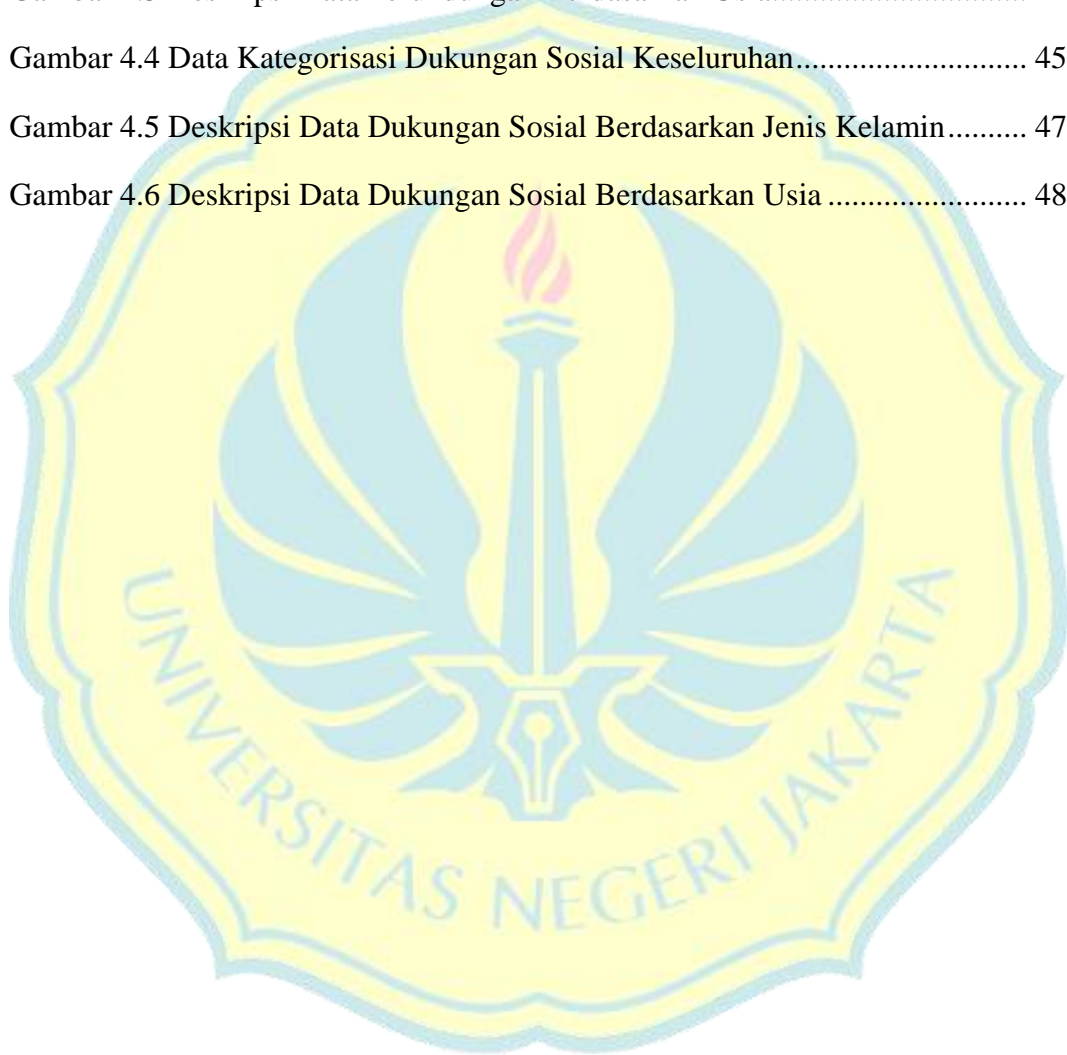 Gambar 4.4 Data Kategorisasi Dukungan Sosial Keseluruhan........................... 45
Gambar 4.5 Deskripsi Data Dukungan Sosial Berdasarkan Jenis Kelamin.......... 47
Gambar 4.6 Deskripsi Data Dukungan Sosial Berdasarkan Usia ....................... 48
UNIVERSITAS NEGERI JAKARTA